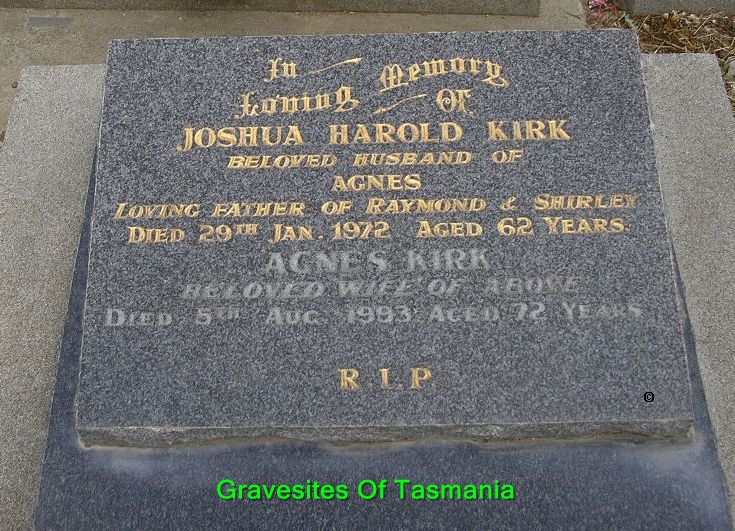 In Memory
Loving Of
JOSHUA HAROLD KIRK
BELOVED HUSBAND OF
AGNES
LOVING FATHER OF RAYMOND & SHIRLEY
DIED 29TH JAN. 1972 AGED 62 YEARS.
AGNES KIRK
BELOVED WIFE OF ABOVE
DIED 5TH AUG. 1993 AGED 72 YEARS
R.I.P.
©
Gravesites Of Tasmania